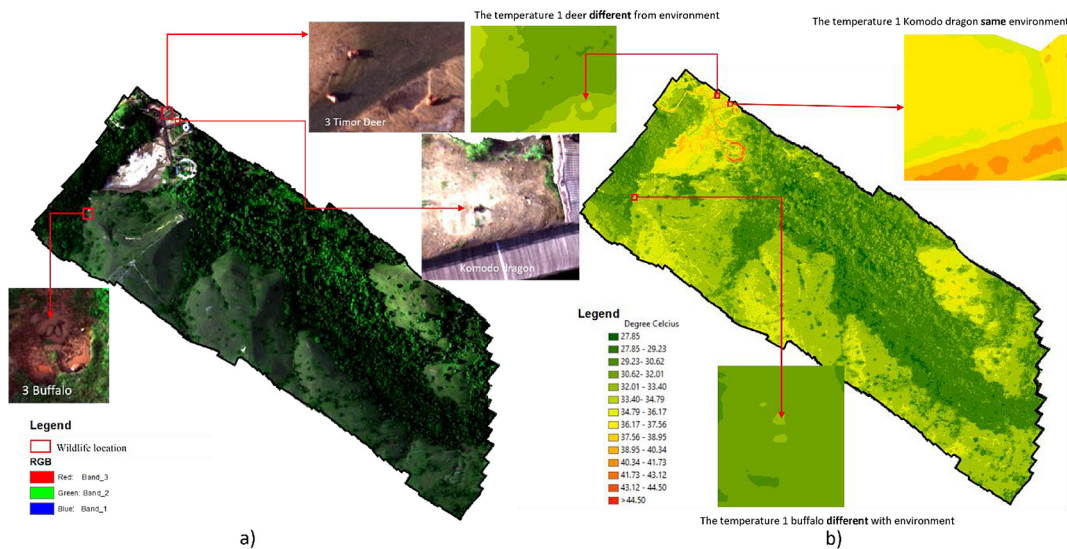 The temperature 1 deer different from environment
The temperature 1 Komodo dragon same environment
3 Timor Deer
Komodo dragon
3 Buffalo
Legend
Wildlife location
RGB
Red: Band_3
Green: Band_2
Blue: Band_1
a)
Legend
Degree Celcius
27.85
27.85 - 29.23
29.23- 30.62
30.62- 32.01
32.01 - 33.40
33.40- 34.79
34.79 - 36.17
36.17 - 37.56
37.56 - 38.95
38.95 - 40.34
40.34 - 41.73
41.73 - 43.12
43.12 - 44.50
>44.50
The temperature 1 buffalo different with environment
b)